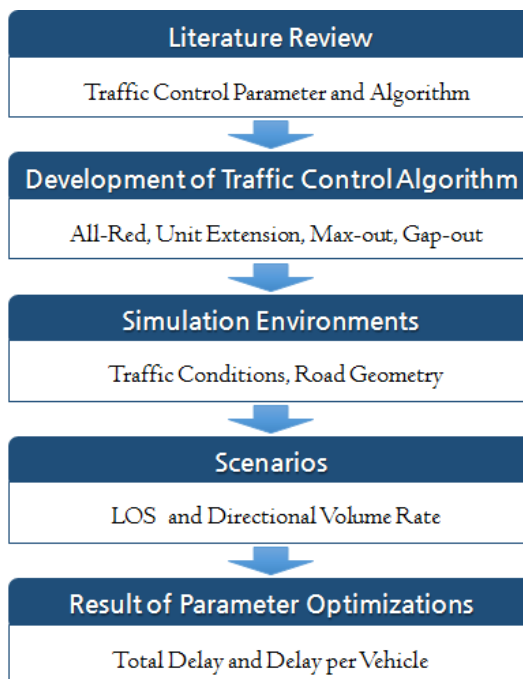 Literature Review
Traffic Control Parameter and Algorithm
Development of Traffic Control Algorithm
All-Red, Unit Extension, Max-out, Gap-out
Simulation Environments
Traffic Conditions, Road Geometry
Scenarios
LOS and Directional Volume Rate
Result of Parameter Optimizations
Total Delay and Delay per Vehicle